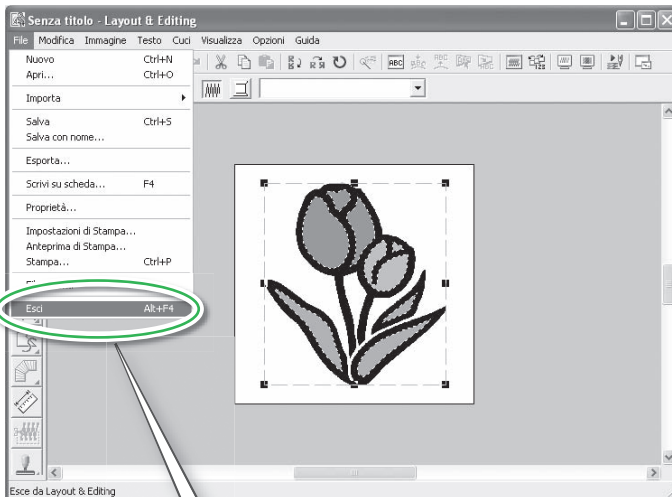 Senza titolo - Layout & Editing
File Modifica Immagine Testo Cuci Visualizza Opzioni Guida
Nuovo Ctrl+N
Apri... Ctrl+O
Importa
Salva Ctrl+S
Salva con nome...
Esporta...
Scrivi su scheda... F4
Proprietà...
Impostazioni di Stampa...
Anteprima di Stampa...
Stampa... Ctrl+P
Esci Alt+F4
Esce da Layout & Editing